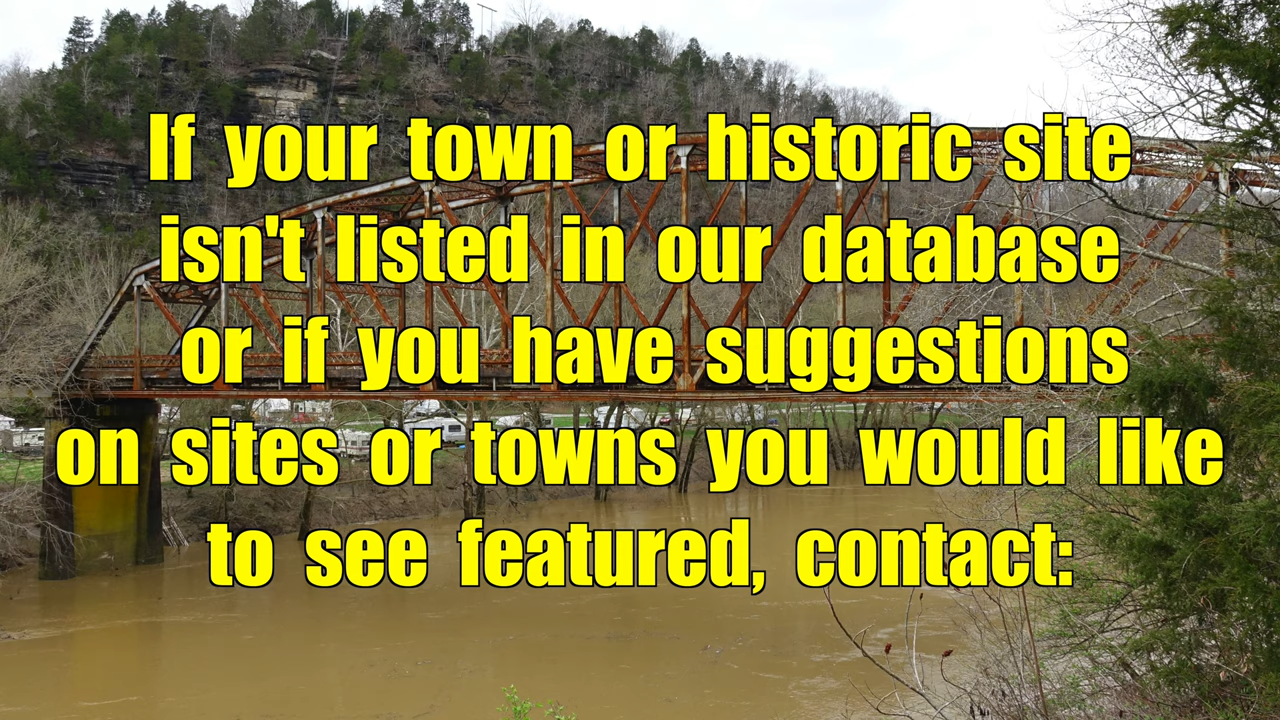 If your town or historic site
isn't listed in our database
or if you have suggestions
on sites or towns you would like
to see featured, contact: